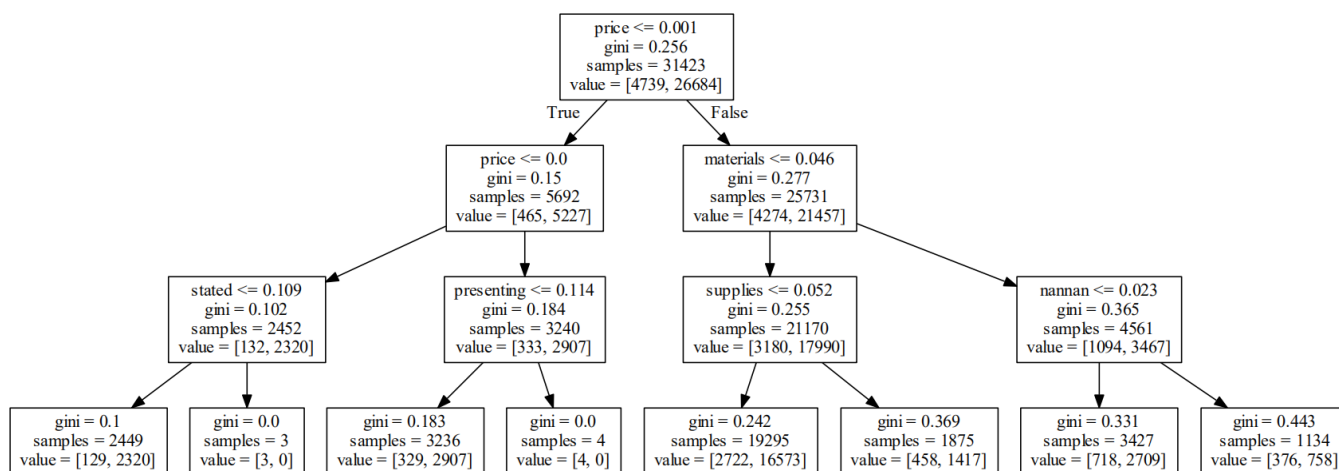 price <= 0.001
gini = 0.256
samples = 31423
value = [4739, 26684]
True
False
price <= 0.0
gini = 0.15
samples = 5692
value = [465, 5227]
materials <= 0.046
gini = 0.277
samples = 25731
value = [4274, 21457]
stated <= 0.109
gini = 0.102
samples = 2452
value = [132, 2320]
presenting <= 0.114
gini = 0.184
samples = 3240
value = [333, 2907]
supplies <= 0.052
gini = 0.255
samples = 21170
value = [3180, 17990]
nannan <= 0.023
gini = 0.365
samples = 4561
value = [1094, 3467]
gini = 0.1
samples = 2449
value = [129, 2320]
gini = 0.0
samples = 3
value = [3, 0]
gini = 0.183
samples = 3236
value = [329, 2907]
gini = 0.0
samples = 4
value = [4, 0]
gini = 0.242
samples = 19295
value = [2722, 16573]
gini = 0.369
samples = 1875
value = [458, 1417]
gini = 0.331
samples = 3427
value = [718, 2709]
gini = 0.443
samples = 1134
value = [376, 758]